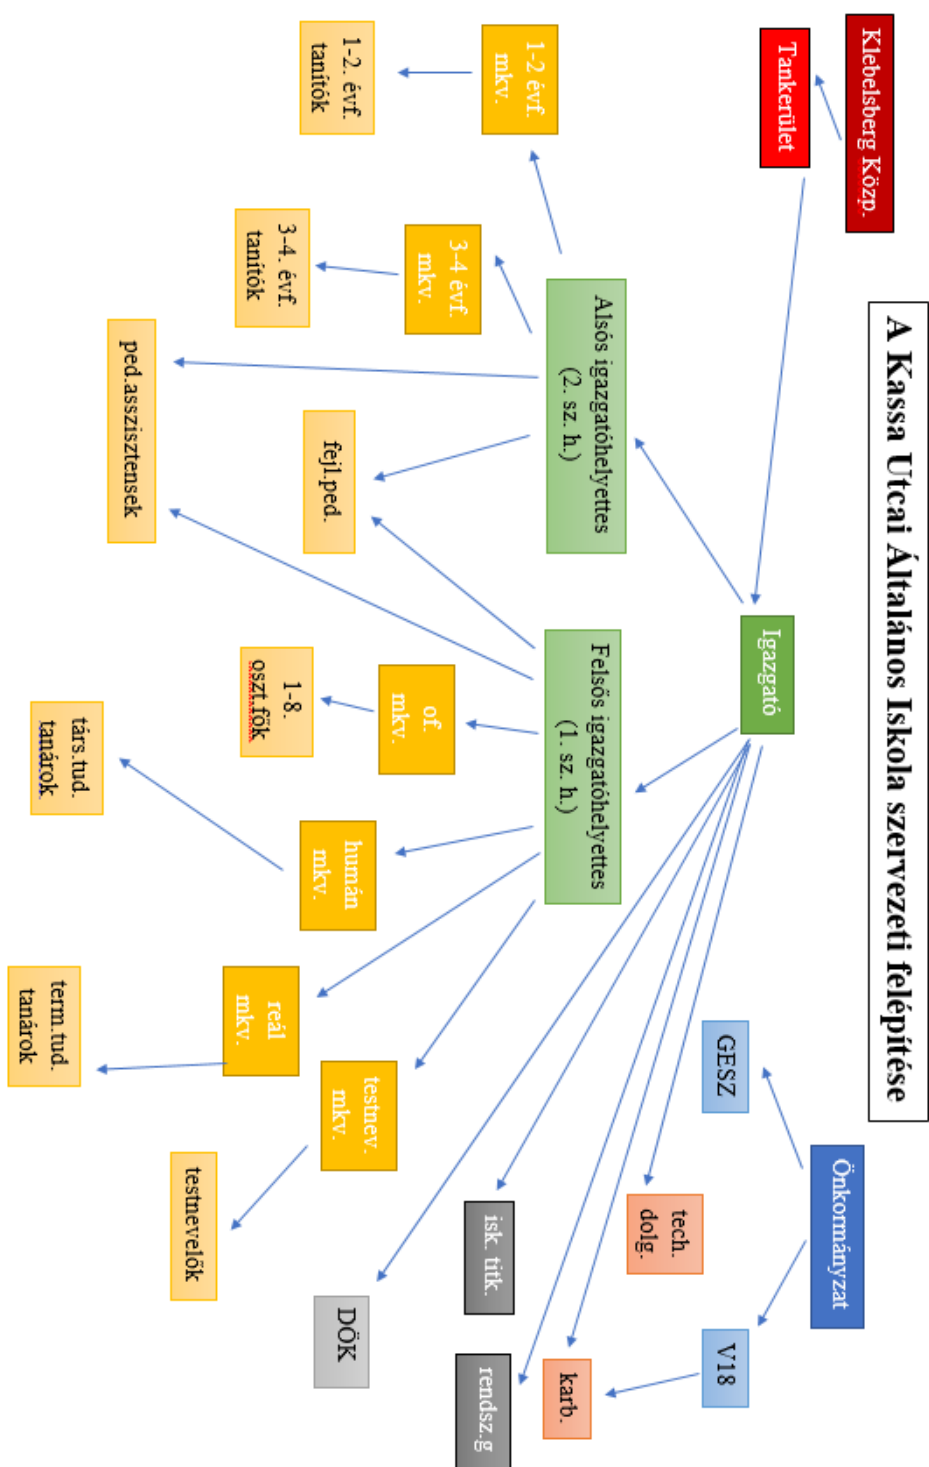 A Kassa Utcai Általános Iskola szervezeti felépítése
Klebelsberg Közp.
Tankerület
Igazgató
Önkormányzat
GESZ
V18
Alsós igazgatóhelyettes
(2. sz. h.)
Felsős igazgatóhelyettes
(1. sz. h.)
tech.
dolg.
karb.
isk. titk.
rendsz.g
DÖK
1-2 évf.
mkv.
3-4 évf.
mkv.
of.
mkv.
humán
mkv.
reál
mkv.
testnev.
mkv.
1-2. évf.
tanítók
3-4. évf.
tanítók
fejl.ped.
ped.asszisztensek
1-8.
oszt.fők
társ.tud.
tanárok.
term.tud.
tanárok
testnevelők